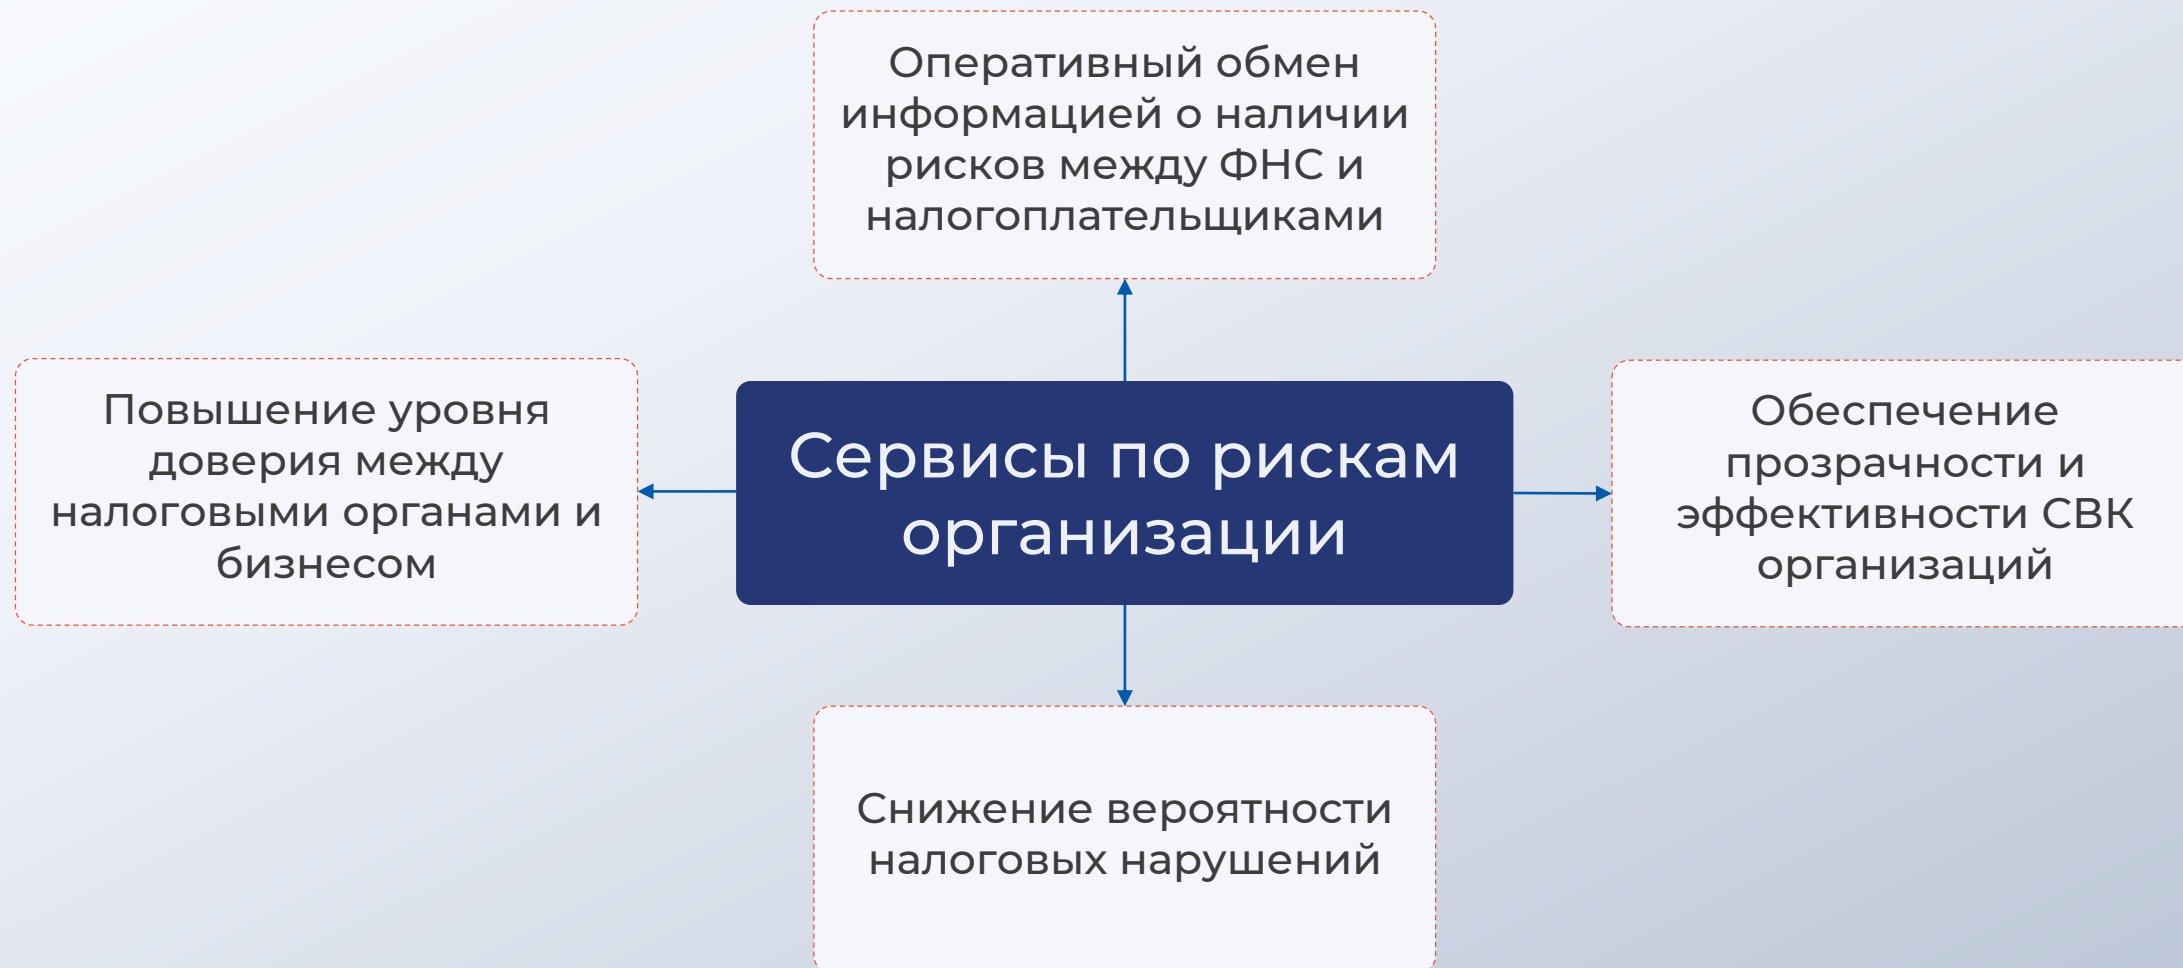 Оперативный обмен
информацией о наличии
рисков между ФНС и
налогоплательщиками
Повышение уровня
доверия между
налоговыми органами и
бизнесом
Сервисы по рискам
организации
Обеспечение
прозрачности и
эффективности СВК
организаций
Снижение вероятности
налоговых нарушений